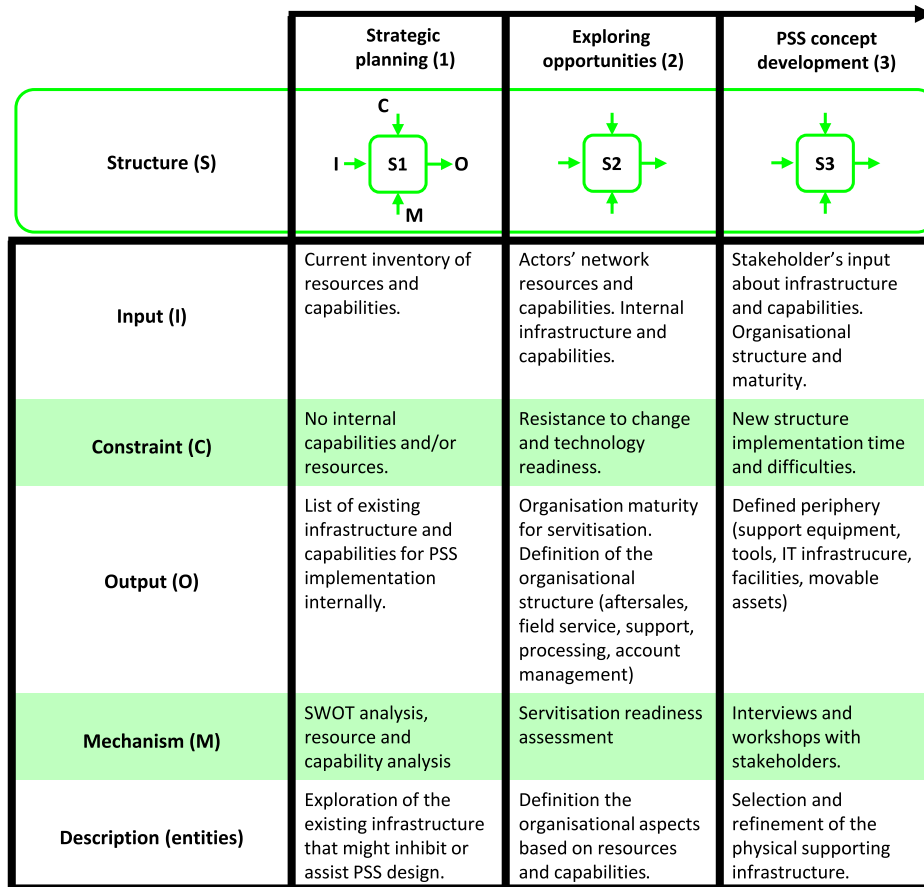 Strategic
planning (1)
Exploring
opportunities (2)
PSS concept
development (3)
Structure (S)
C
I
S1
O
M
S2
S3
Input (I)
Current inventory of
resources and
capabilities.
Actors' network
resources and
capabilities. Internal
infrastructure and
capabilities.
Stakeholder's input
about infrastructure
and capabilities.
Organisational
structure and
maturity.
Constraint (C)
No internal
capabilities and/or
resources.
Resistance to change
and technology
readiness.
New structure
implementation time
and difficulties.
Output (O)
List of existing
infrastructure and
capabilities for PSS
implementation
internally.
Organisation maturity
for servitisation.
Definition of the
organisational
structure (aftersales,
field service, support,
processing, account
management)
Defined periphery
(support equipment,
tools, IT infrastrucure,
facilities, movable
assets)
Mechanism (M)
SWOT analysis,
resource and
capability analysis
Servitisation readiness
assessment
Interviews and
workshops with
stakeholders.
Description (entities)
Exploration of the
existing infrastructure
that might inhibit or
assist PSS design.
Definition the
organisational aspects
based on resources
and capabilities.
Selection and
refinement of the
physical supporting
infrastructure.